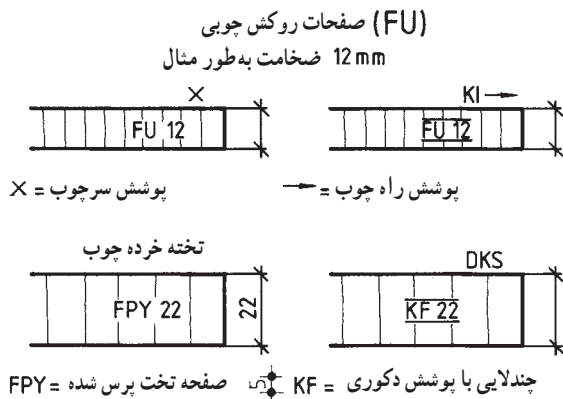 صفحات روکش چوبی (FU)
ضخامت به‌طور مثال 12 mm
×
KI →
FU 12
FU 12
× = پوشش سرچوب
→ = پوشش راه چوب
تخته خرده چوب
DKS
FPY 22
22
KF 22
FPY = صفحه تخت پرس شده
5
KF = چندلایی با پوشش دکوری